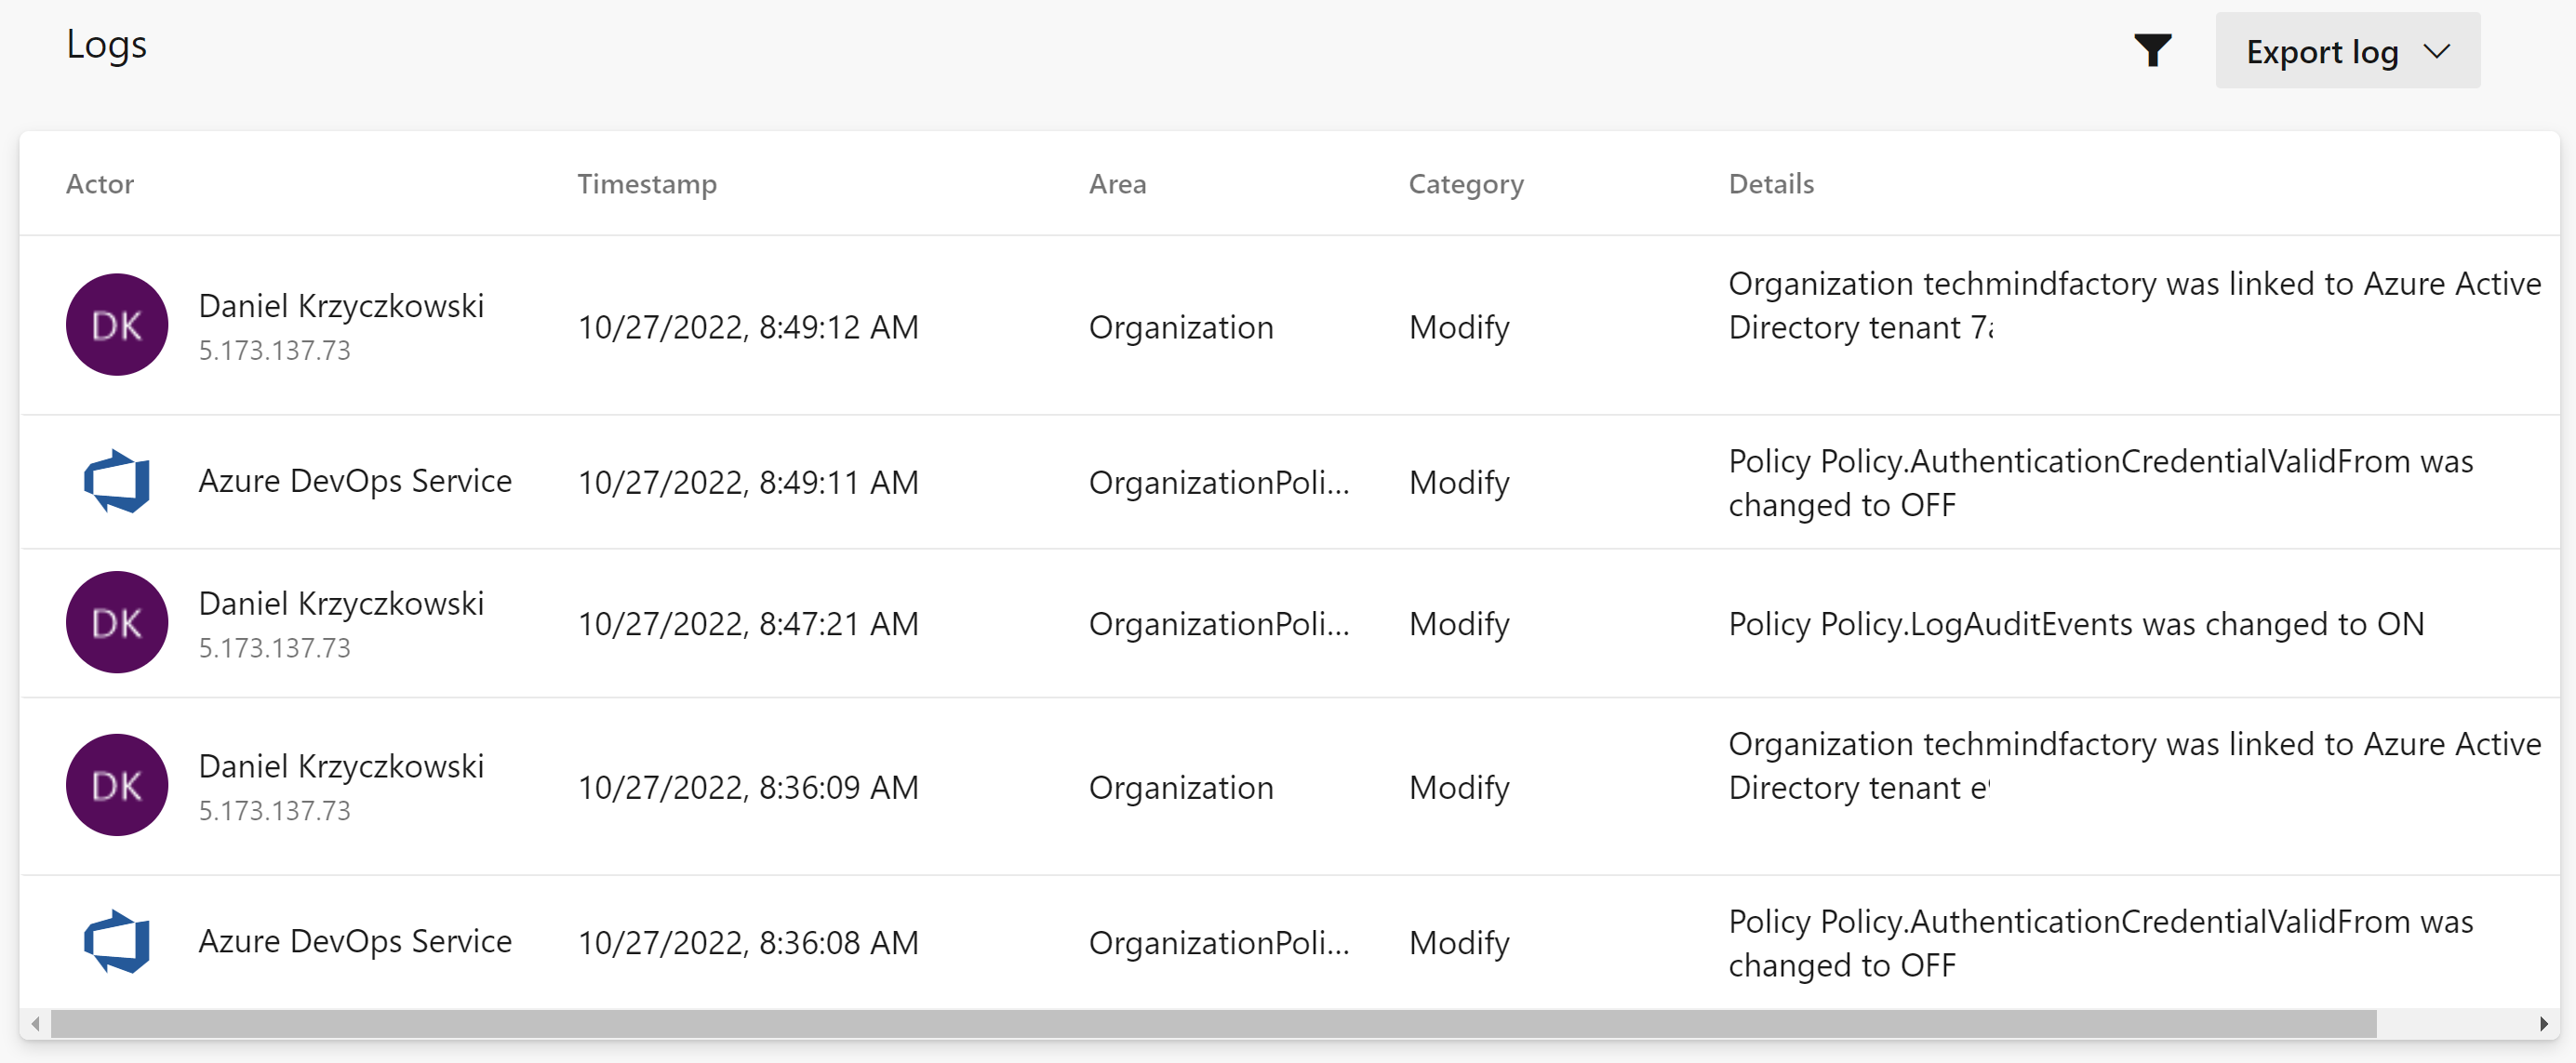 Logs
Export log
Actor Timestamp Area Category Details
DK Daniel Krzyczkowski
5.173.137.73
10/27/2022, 8:49:12 AM Organization Modify
Organization techmindfactory was linked to Azure Active
Directory tenant 7a
Azure DevOps Service 10/27/2022, 8:49:11 AM OrganizationPoli... Modify
Policy Policy.AuthenticationCredentialValidFrom was
changed to OFF
DK Daniel Krzyczkowski
5.173.137.73
10/27/2022, 8:47:21 AM OrganizationPoli... Modify Policy Policy.LogAuditEvents was changed to ON
DK Daniel Krzyczkowski
5.173.137.73
10/27/2022, 8:36:09 AM Organization Modify
Organization techmindfactory was linked to Azure Active
Directory tenant e
Azure DevOps Service 10/27/2022, 8:36:08 AM OrganizationPoli... Modify
Policy Policy.AuthenticationCredentialValidFrom was
changed to OFF